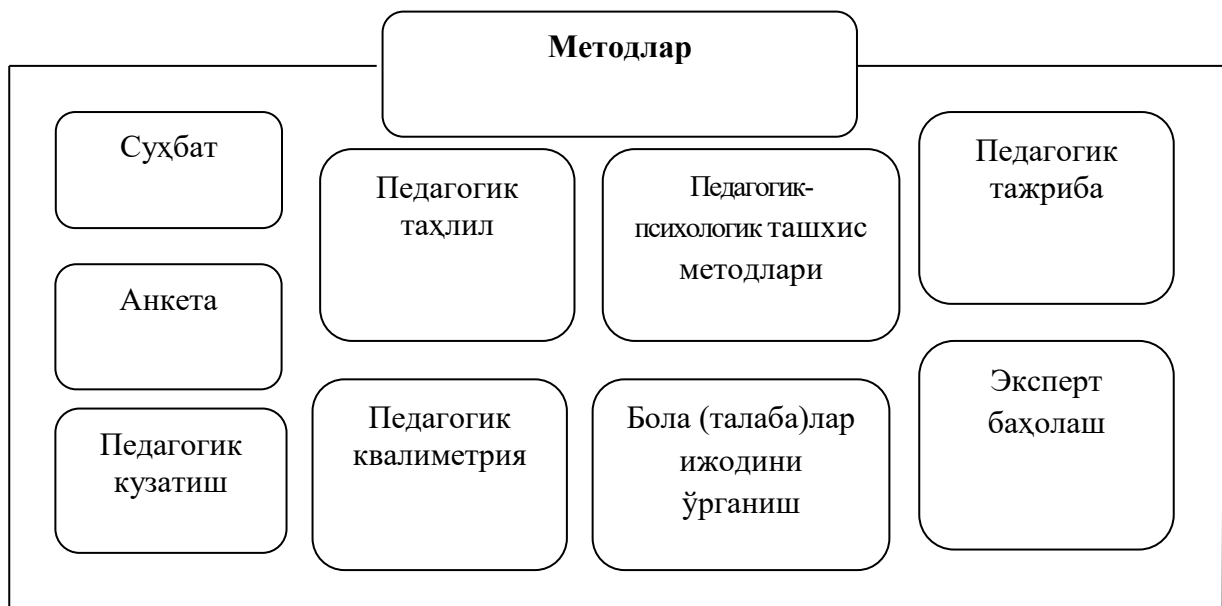 Методлар
Суҳбат
Анкета
Педагогик
кузатиш
Педагогик
таҳлил
Педагогик
квалиметрия
Педагогик-
психологик ташхис
методлари
Бола (талаба)лар
ижодини
ўрганиш
Педагогик
тажриба
Эксперт
баҳолаш